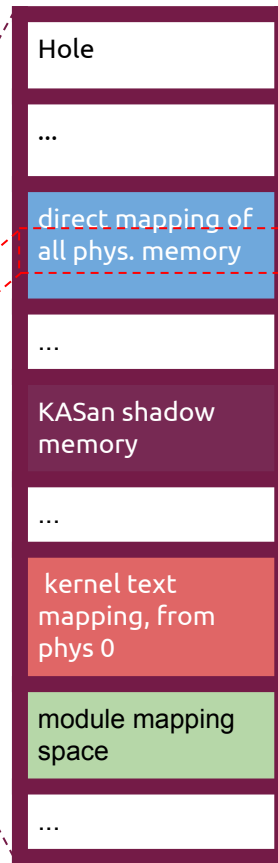 Hole
...
direct mapping of
all phys. memory
...
KASan shadow
memory
...
kernel text
mapping, from
phys 0
module mapping
space
...